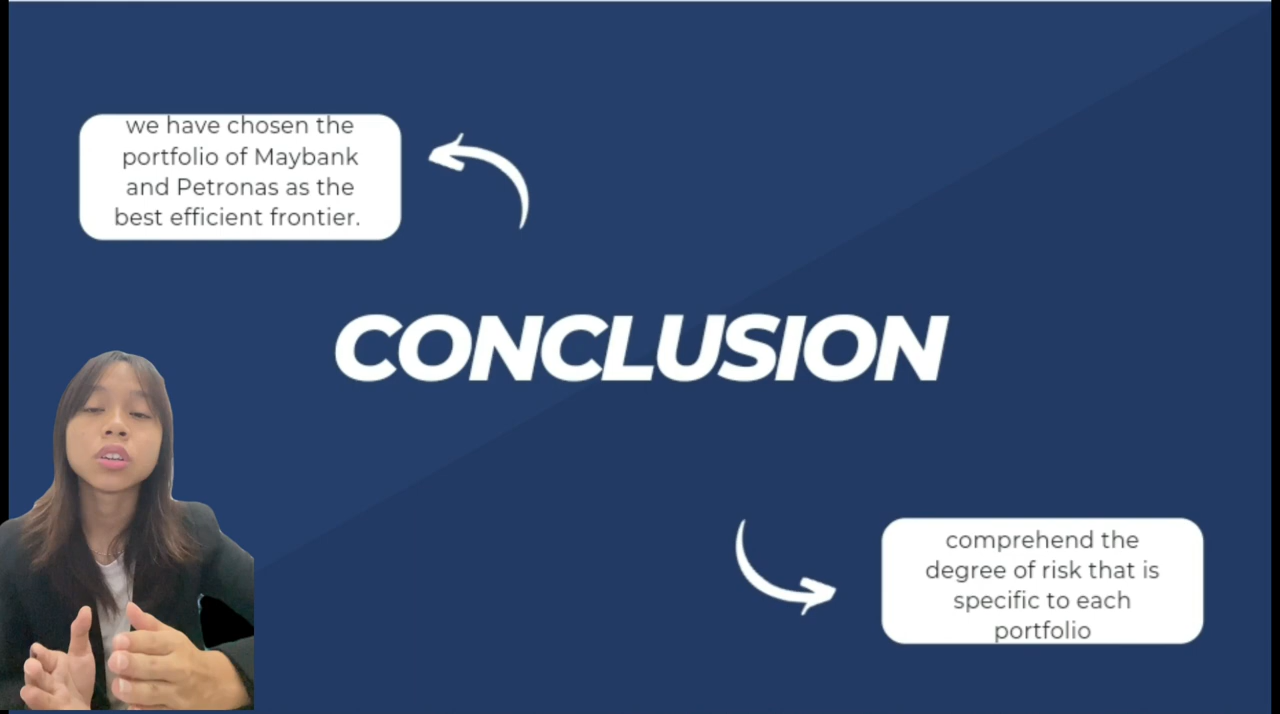 we have chosen the
portfolio of Maybank
and Petronas as the
best efficient frontier.
CONCLUSION
comprehend the
degree of risk that is
specific to each
portfolio